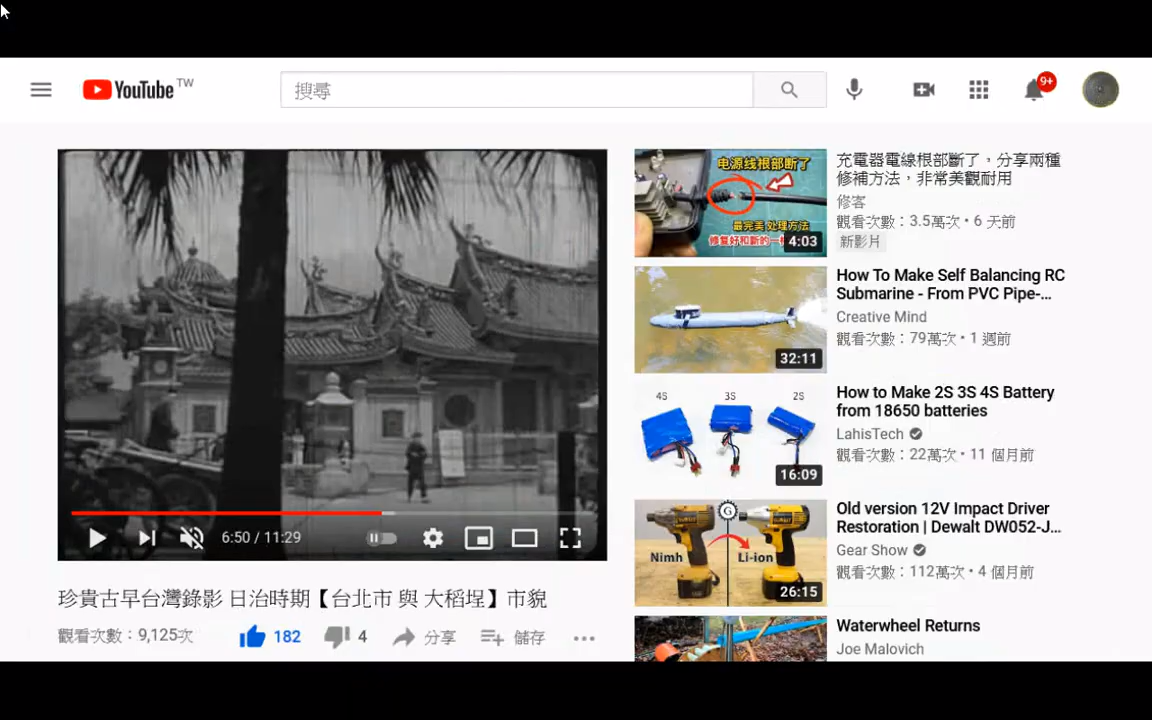 YouTube TW
搜尋
9+
电源线根部断了
最完美 处理方法
4:03
充電器電線根部斷了，分享兩種
修補方法，非常美觀耐用
修客
觀看次數：3.5萬次 • 6 天前
新影片
32:11
How To Make Self Balancing RC
Submarine - From PVC Pipe-...
Creative Mind
觀看次數：79萬次 • 1 週前
4S 3S 2S
16:09
How to Make 2S 3S 4S Battery
from 18650 batteries
LahisTech
觀看次數：22萬次 • 11 個月前
G
Nimh Li-ion
26:15
Old version 12V Impact Driver
Restoration | Dewalt DW052-J...
Gear Show
觀看次數：112萬次 • 4 個月前
Waterwheel Returns
Joe Malovich
6:50 / 11:29
珍貴古早台灣錄影 日治時期【台北市 與 大稻埕】市貌
觀看次數：9,125次
182
4
分享
儲存